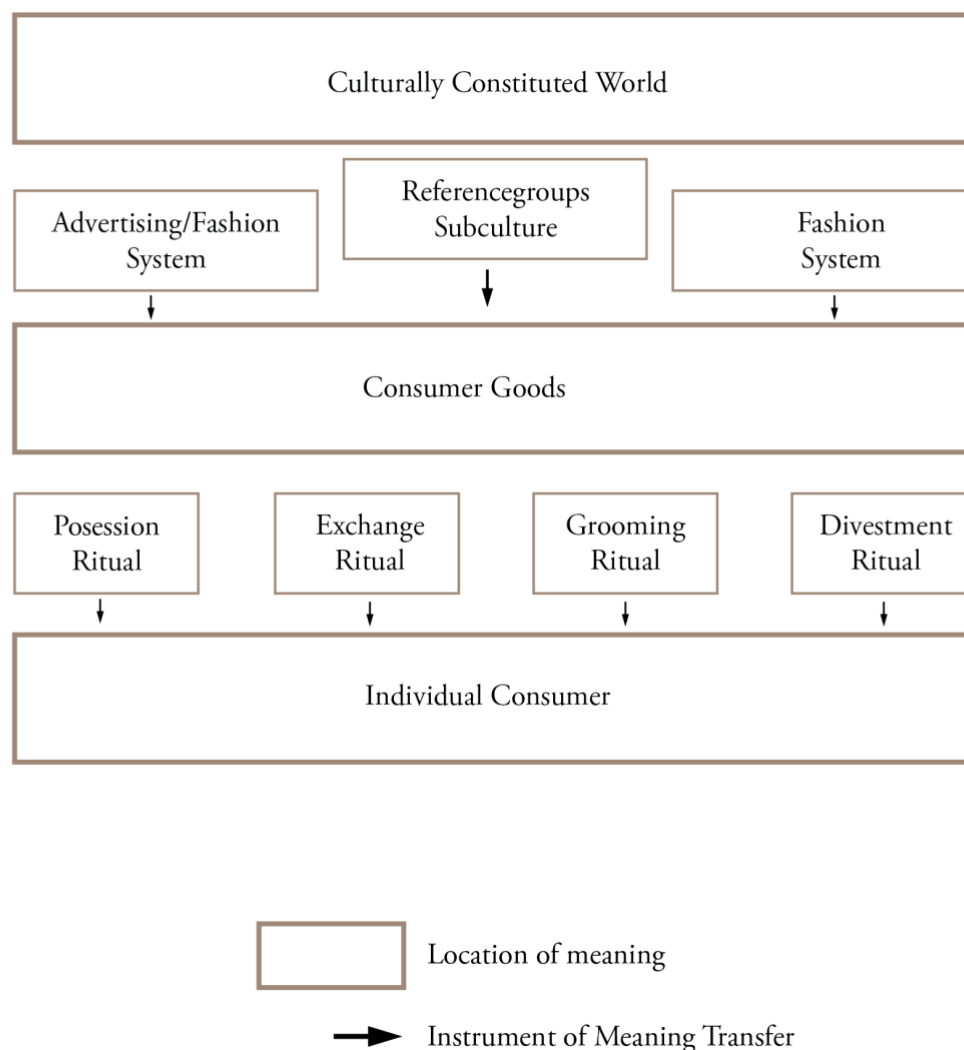 Culturally Constituted World
Referencegroups
Subculture
Advertising/Fashion
System
Fashion
System
Consumer Goods
Posession
Ritual
Exchange
Ritual
Grooming
Ritual
Divestment
Ritual
Individual Consumer
Location of meaning
Instrument of Meaning Transfer